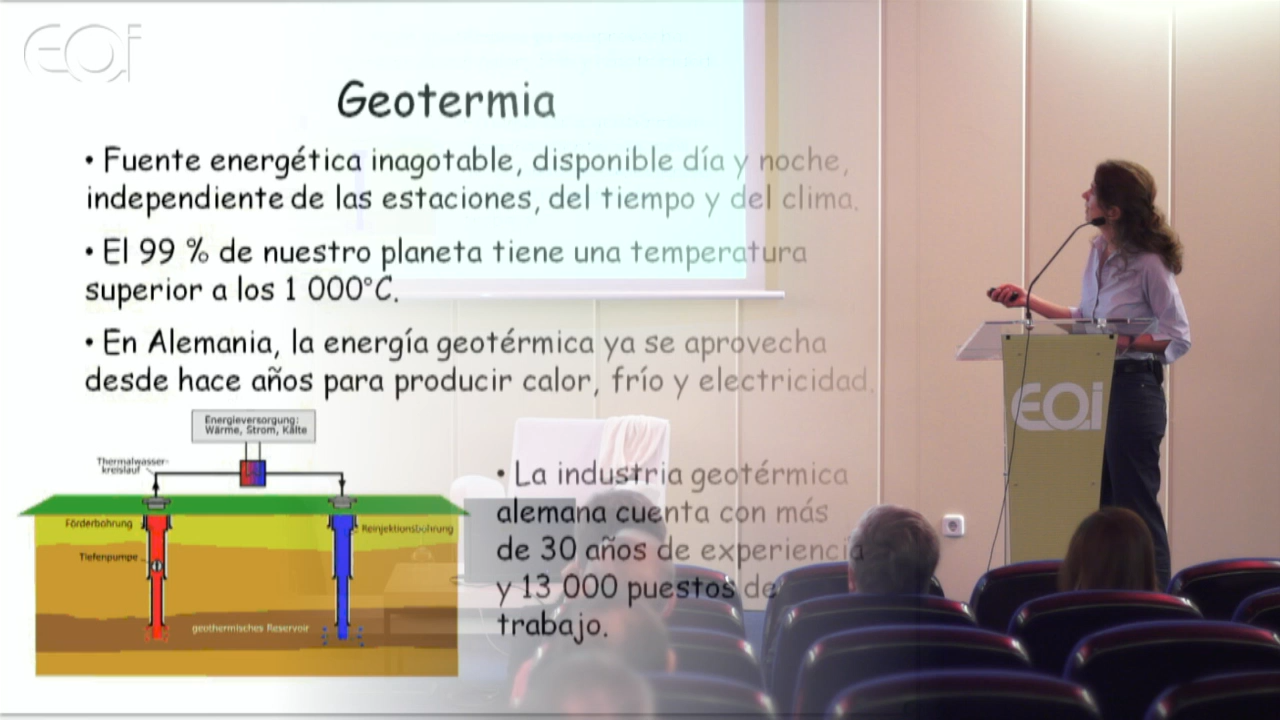 EOi
Geotermia
• Fuente energética inagotable, disponible día y noche,
independiente de las estaciones, del tiempo y del clima.
• El 99 % de nuestro planeta tiene una temperatura
superior a los 1 000°C.
• En Alemania, la energía geotérmica ya se aprovecha
desde hace años para producir calor, frío y electricidad.
Energieversorgung:
Wärme, Strom, Kälte
Thermalwasser-
kreislauf
Förderbohrung
Reinjektionsbohrung
Tiefenpumpe
geothermisches Reservoir
• La industria geotérmica
alemana cuenta con más
de 30 años de experiencia
y 13 000 puestos de
trabajo.
EOi